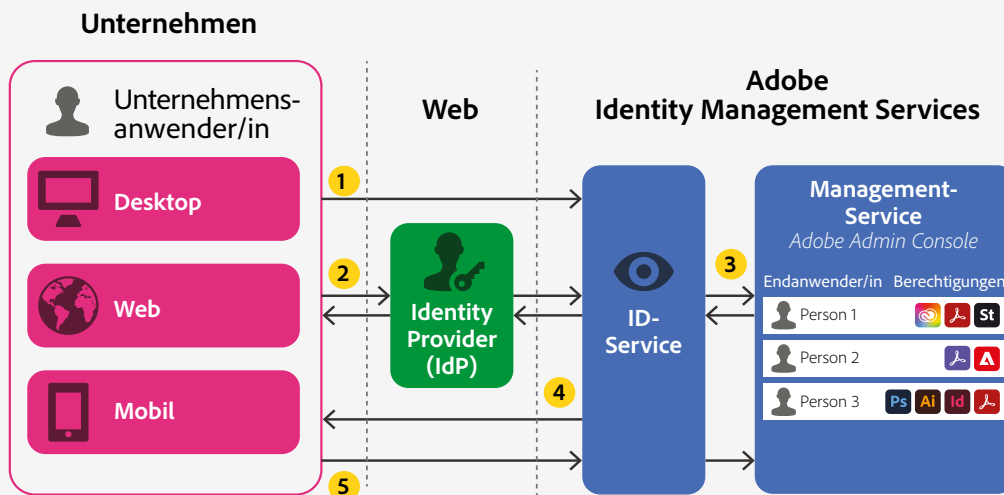 Unternehmen
Unternehmens-
anwender/in
Desktop
Web
Mobil
Web
Identity
Provider
(IdP)
Adobe
Identity Management Services
ID-
Service
Management-
Service
Adobe Admin Console
Endanwender/in Berechtigungen
Person 1 St
Person 2
Person 3 Ps Ai Id
1
2
3
4
5